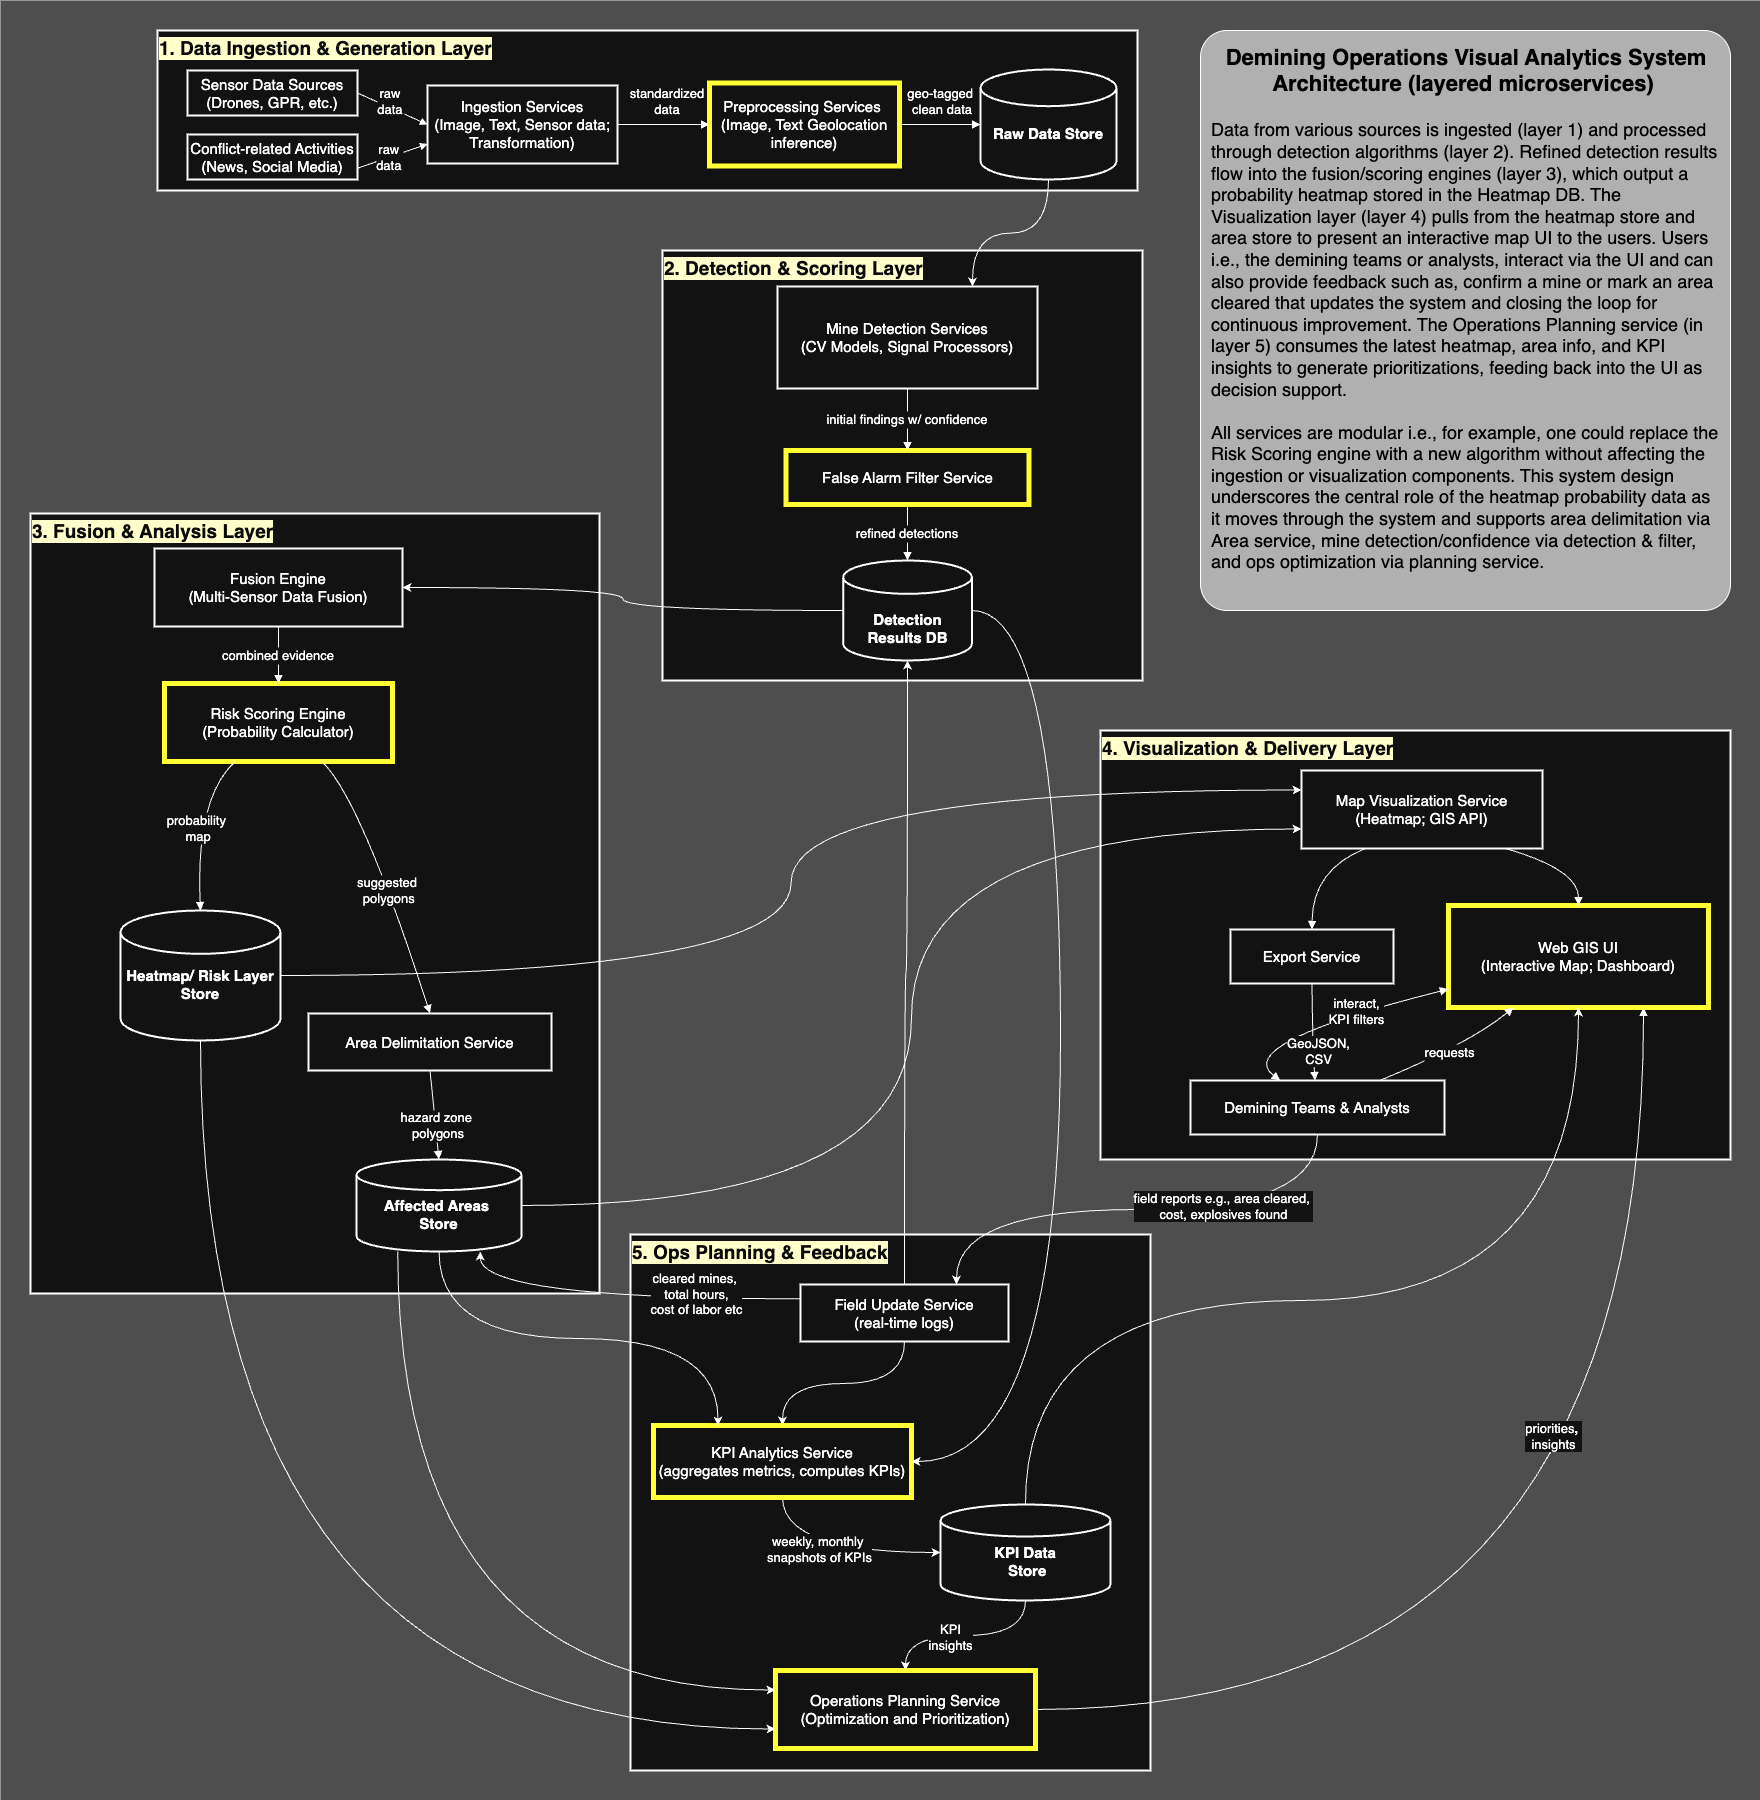 1. Data Ingestion & Generation Layer
Sensor Data Sources
(Drones, GPR, etc.)
raw
data
Conflict-related Activities
(News, Social Media)
raw
data
Ingestion Services
(Image, Text, Sensor data;
Transformation)
standardized
data
Preprocessing Services
(Image, Text Geolocation
inference)
geo-tagged
clean data
Raw Data Store
Demining Operations Visual Analytics System
Architecture (layered microservices)
Data from various sources is ingested (layer 1) and processed
through detection algorithms (layer 2). Refined detection results
flow into the fusion/scoring engines (layer 3), which output a
probability heatmap stored in the Heatmap DB. The
Visualization layer (layer 4) pulls from the heatmap store and
area store to present an interactive map UI to the users. Users
i.e., the demining teams or analysts, interact via the UI and can
also provide feedback such as, confirm a mine or mark an area
cleared that updates the system and closing the loop for
continuous improvement. The Operations Planning service (in
layer 5) consumes the latest heatmap, area info, and KPI
insights to generate prioritizations, feeding back into the UI as
decision support.
All services are modular i.e., for example, one could replace the
Risk Scoring engine with a new algorithm without affecting the
ingestion or visualization components. This system design
underscores the central role of the heatmap probability data as
it moves through the system and supports area delimitation via
Area service, mine detection/confidence via detection & filter,
and ops optimization via planning service.
2. Detection & Scoring Layer
Mine Detection Services
(CV Models, Signal Processors)
initial findings w/ confidence
False Alarm Filter Service
refined detections
Detection
Results DB
3. Fusion & Analysis Layer
Fusion Engine
(Multi-Sensor Data Fusion)
combined evidence
Risk Scoring Engine
(Probability Calculator)
probability
map
suggested
polygons
Heatmap/ Risk Layer
Store
Area Delimitation Service
hazard zone
polygons
Affected Areas
Store
4. Visualization & Delivery Layer
Map Visualization Service
(Heatmap; GIS API)
Export Service
Web GIS UI
(Interactive Map; Dashboard)
interact,
KPI filters
GeoJSON,
CSV
requests
Demining Teams & Analysts
field reports e.g., area cleared,
cost, explosives found
5. Ops Planning & Feedback
cleared mines,
total hours,
cost of labor etc
Field Update Service
(real-time logs)
KPI Analytics Service
(aggregates metrics, computes KPIs)
weekly, monthly
snapshots of KPIs
KPI Data
Store
KPI
insights
Operations Planning Service
(Optimization and Prioritization)
priorities,
insights